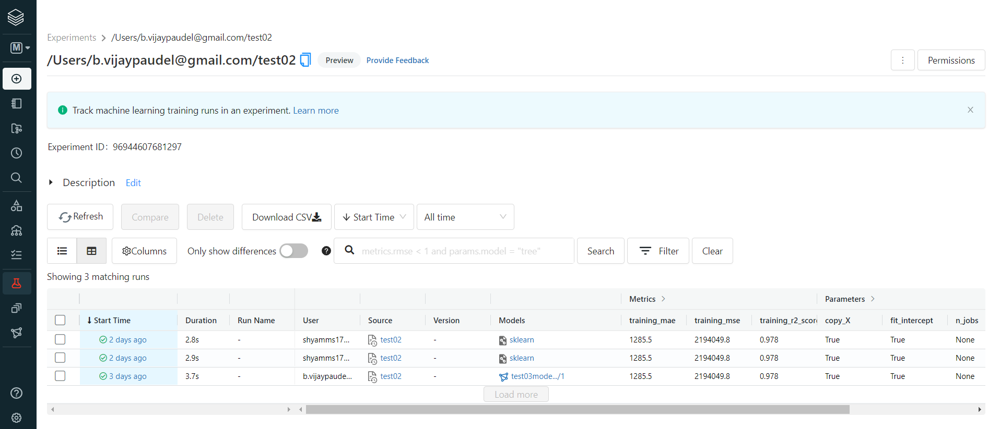 M
Experiments > /Users/b.vijaypaudel@gmail.com/test02
/Users/b.vijaypaudel@gmail.com/test02 Preview Provide Feedback
Permissions
Track machine learning training runs in an experiment. Learn more
Experiment ID: 96944607681297
Description Edit
Refresh Compare Delete Download CSV Start Time All time
Columns Only show differences ? metrics.rmse < 1 and params.model = "tree" Search Filter Clear
Showing 3 matching runs
Metrics > Parameters >
Start Time Duration Run Name User Source Version Models training_mae training_mse training_r2_scor copy_X fit_intercept n_jobs
2 days ago 2.8s - shyamms17... test02 - sklearn 1285.5 2194049.8 0.978 True True None
2 days ago 2.9s - shyamms17... test02 - sklearn 1285.5 2194049.8 0.978 True True None
3 days ago 3.7s - b.vijaypaude... test02 - test03mode.../1 1285.5 2194049.8 0.978 True True None
Load more